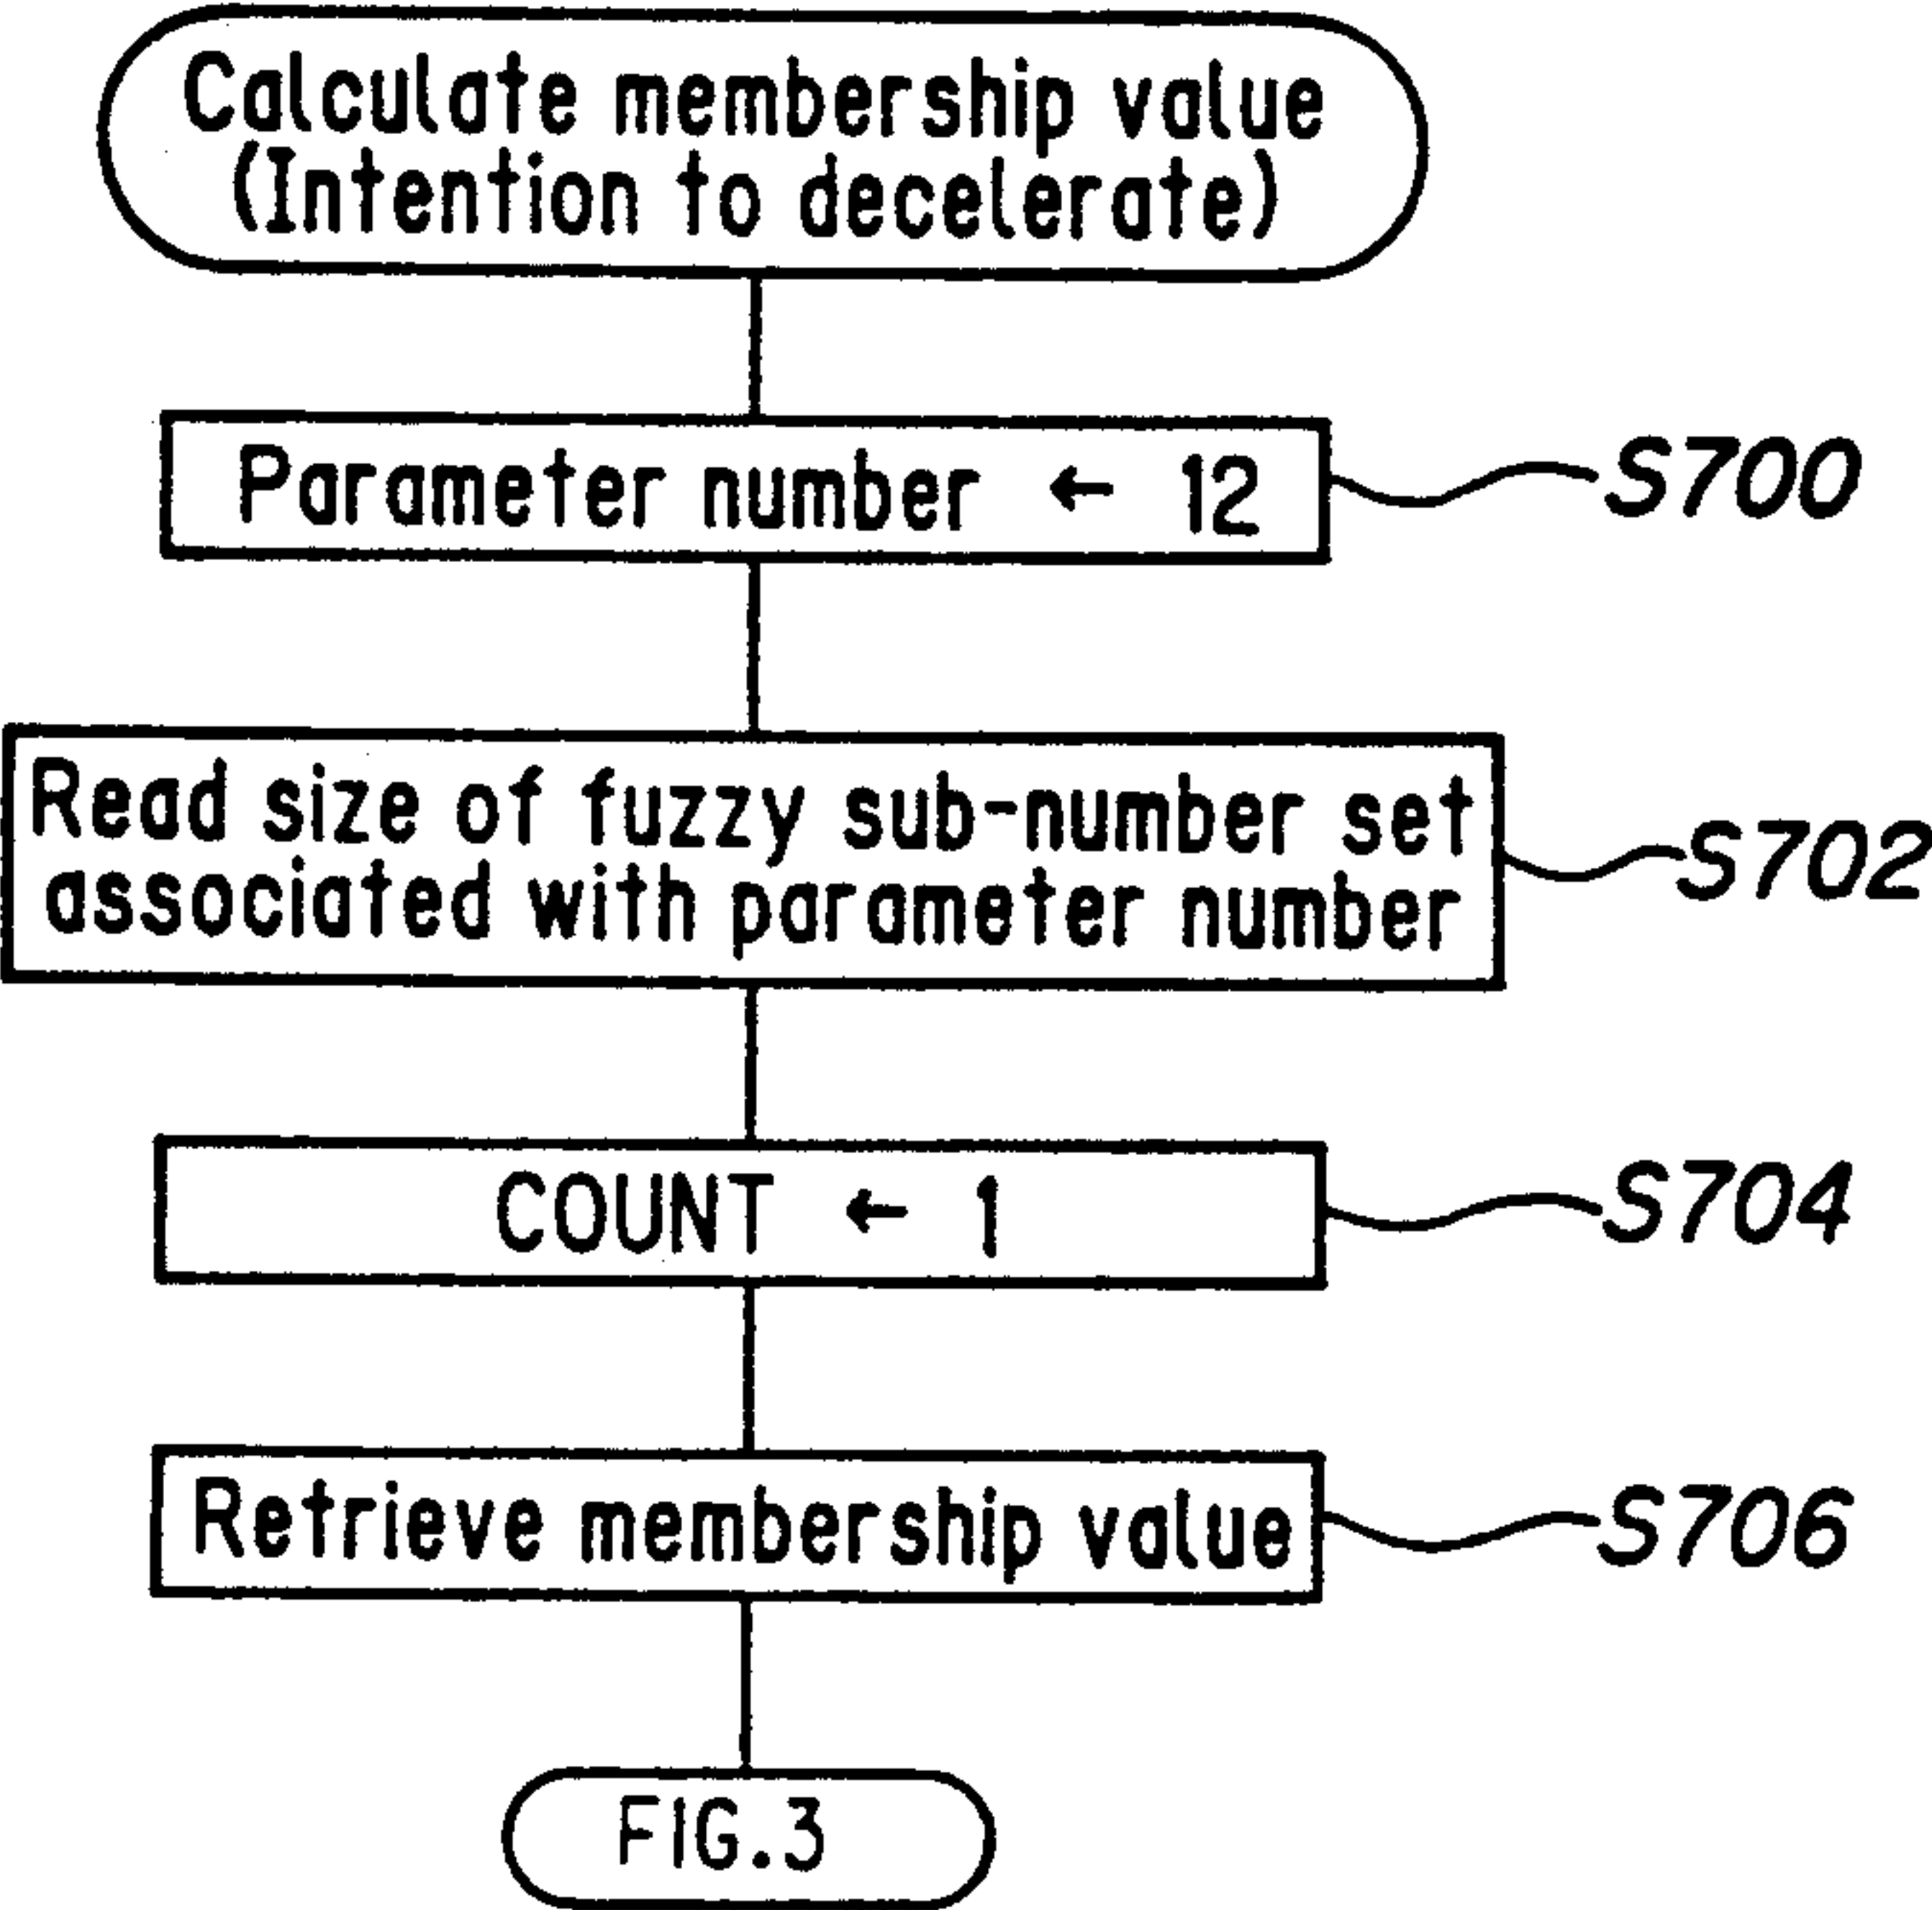 Calculate membership value
(Intention to decelerate)
Parameter number ← 12
S700
Read size of fuzzy sub-number set
associated with parameter number
S702
COUNT ← 1
S704
Retrieve membership value
S706
FIG.3